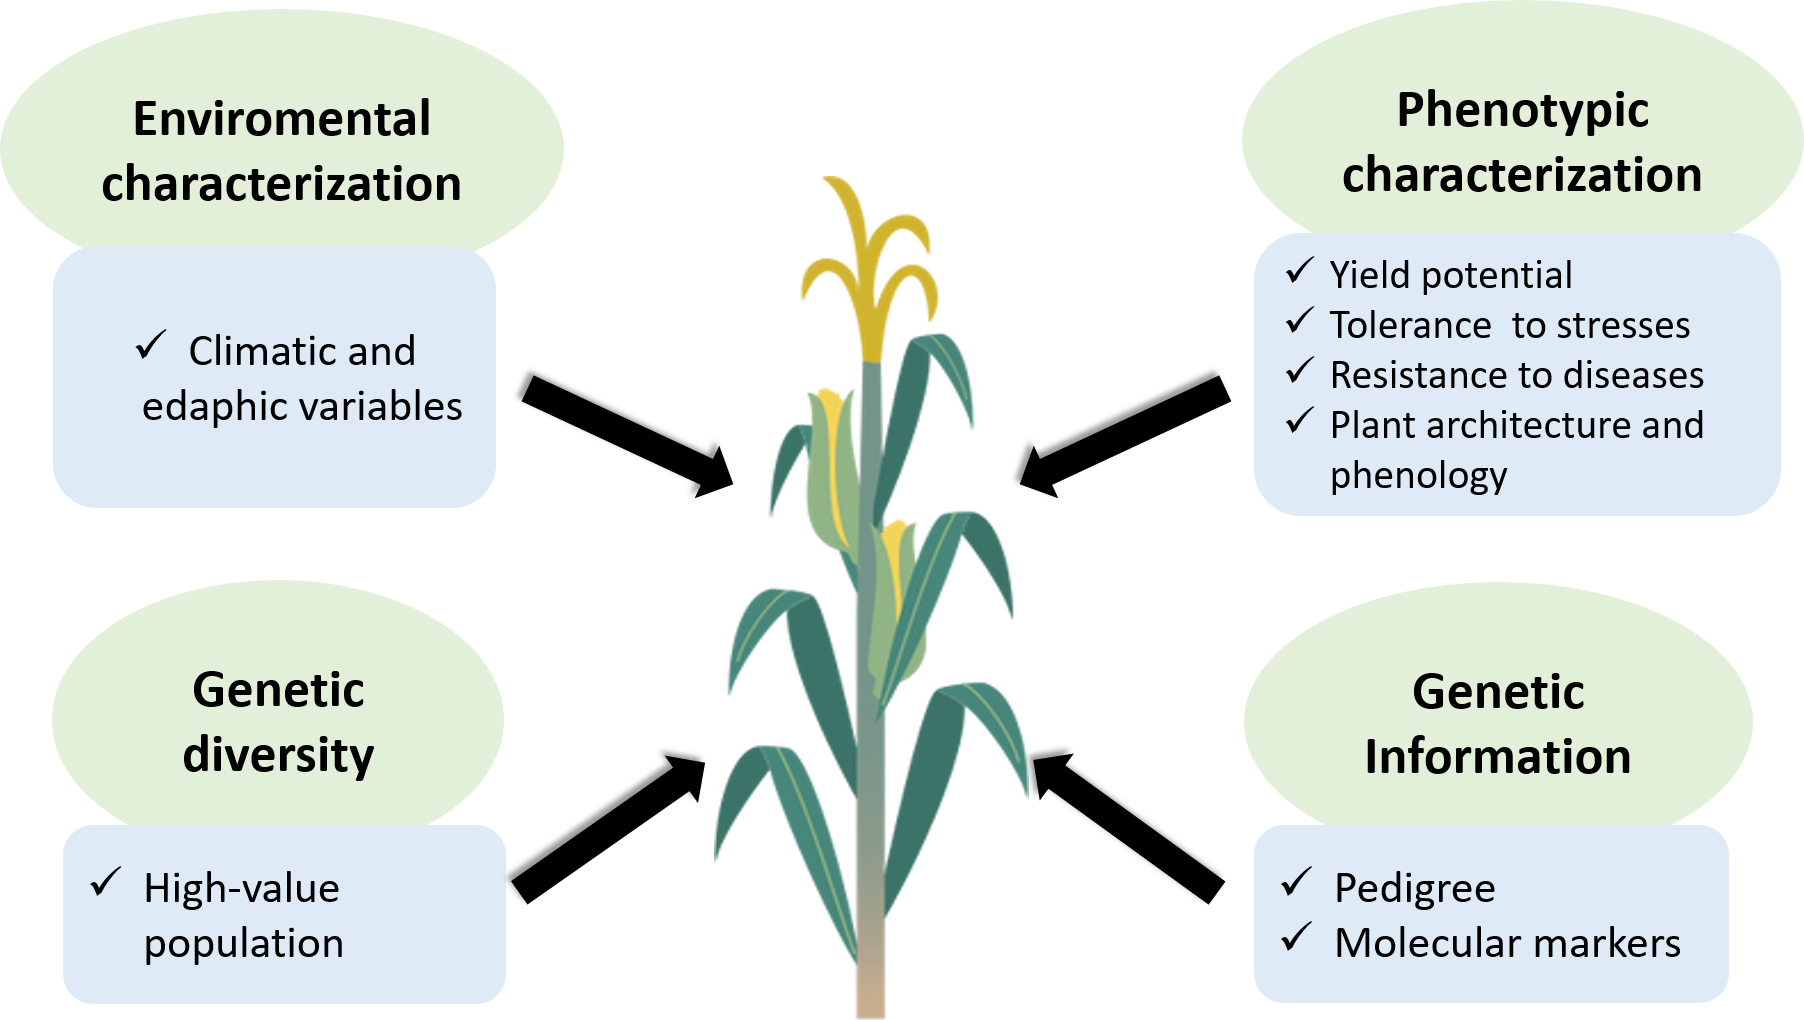 Enviromental
characterization
✓ Climatic and
edaphic variables
Phenotypic
characterization
✓ Yield potential
✓ Tolerance  to stresses
✓ Resistance to diseases
✓ Plant architecture and
phenology
Genetic
diversity
✓ High-value
population
Genetic
Information
✓ Pedigree
✓ Molecular markers